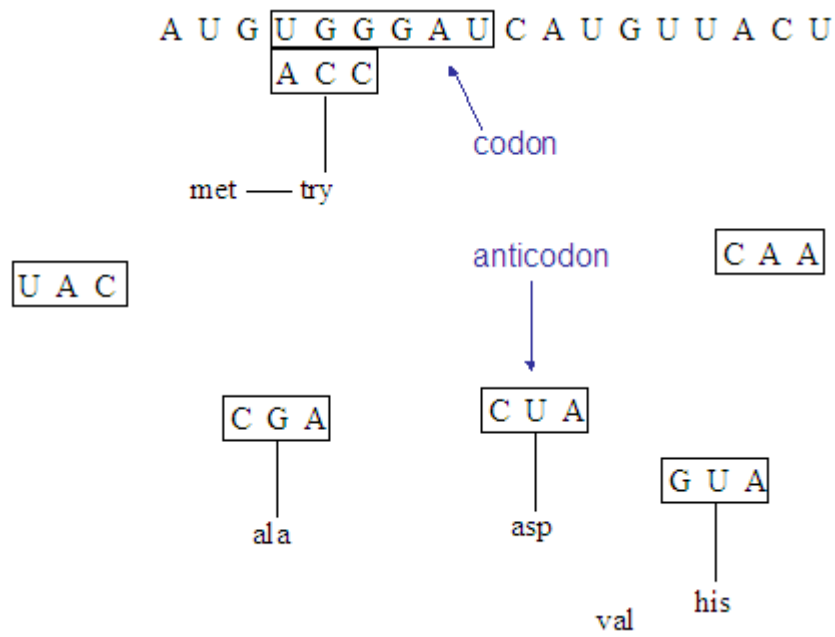 A U G U G G G A U C A U G U U A C U
A C C
codon
met try
anticodon
C A A
U A C
C G A
C U A
G U A
ala
asp
his
val